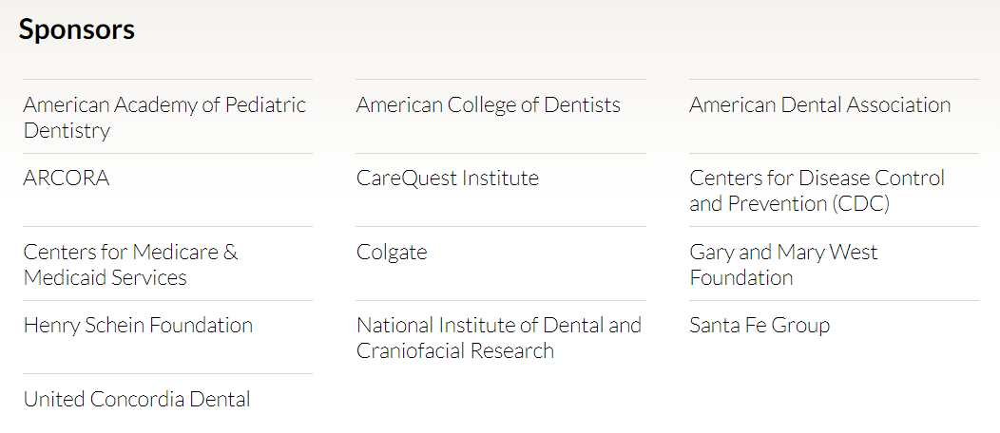 Sponsors
American Academy of Pediatric
Dentistry
American College of Dentists
American Dental Association
ARCORA
CareQuest Institute
Centers for Disease Control
and Prevention (CDC)
Centers for Medicare &
Medicaid Services
Colgate
Gary and Mary West
Foundation
Henry Schein Foundation
National Institute of Dental and
Craniofacial Research
Santa Fe Group
United Concordia Dental